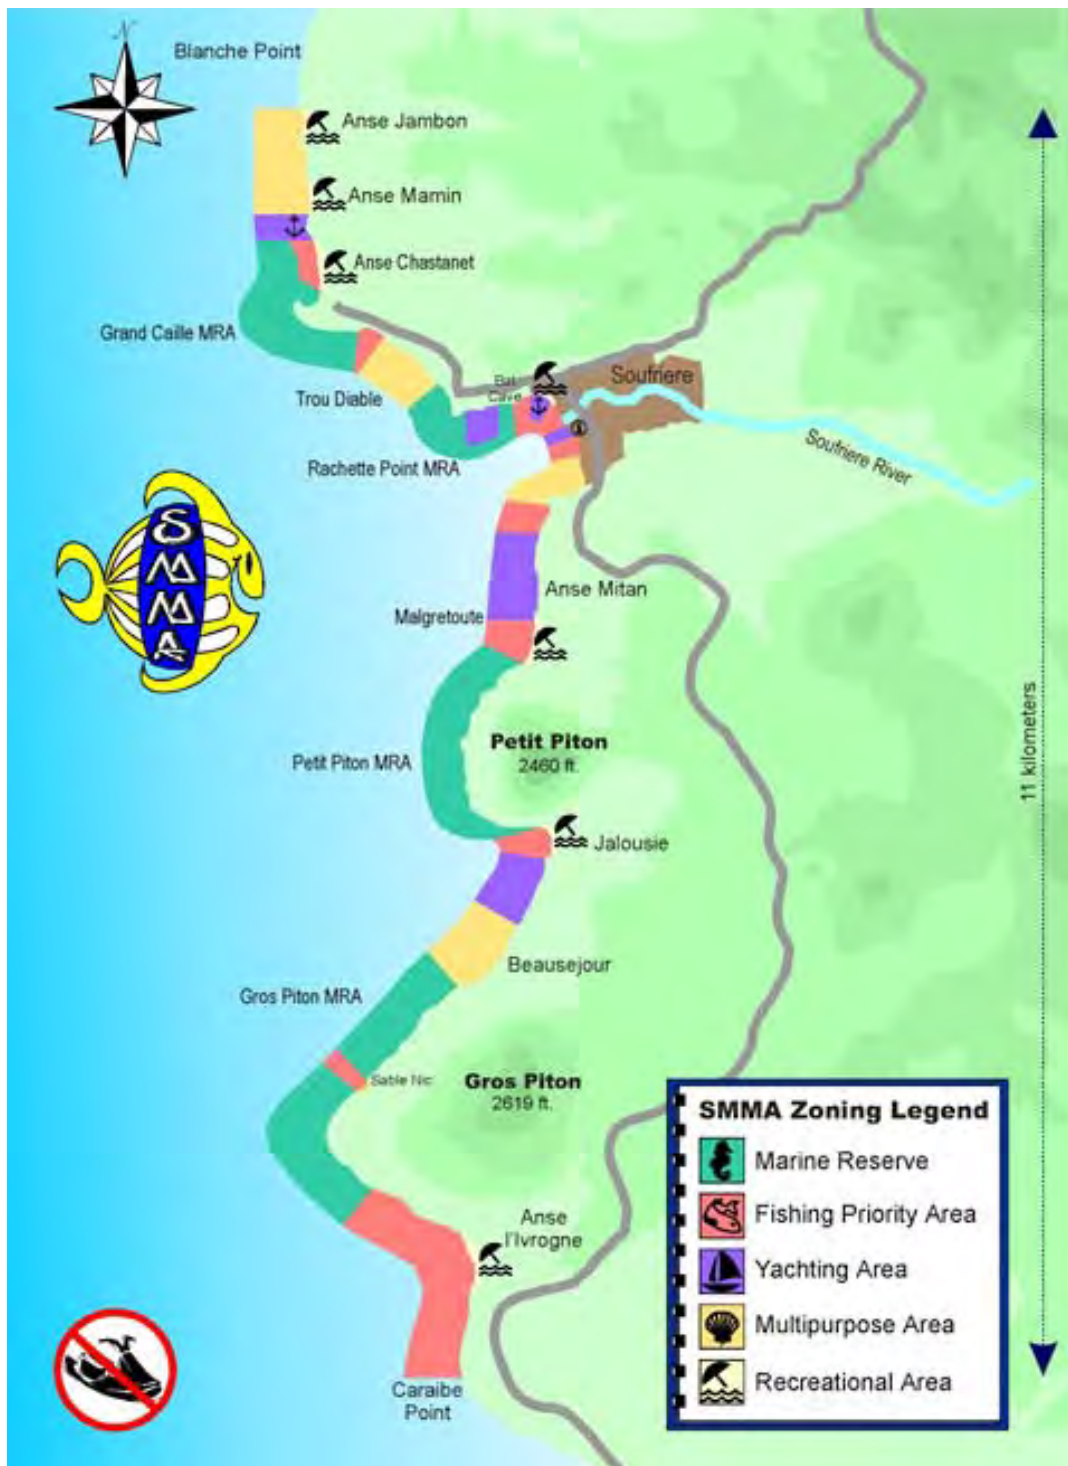 N
Blanche Point
Anse Jambon
Anse Mamin
Anse Chastanet
Grand Caille MRA
Trou Diable
Bat
Cave
Soufriere
Soufriere River
Rachette Point MRA
SMMA
Anse Mitan
Malgretoute
Petit Piton
2460 ft.
Petit Piton MRA
11 kilometers
Jalousie
Beausejour
Gros Piton MRA
Sable Nic
Gros Piton
2619 ft.
Anse
l'Ivrogne
Caraibe
Point
SMMA Zoning Legend
Marine Reserve
Fishing Priority Area
Yachting Area
Multipurpose Area
Recreational Area